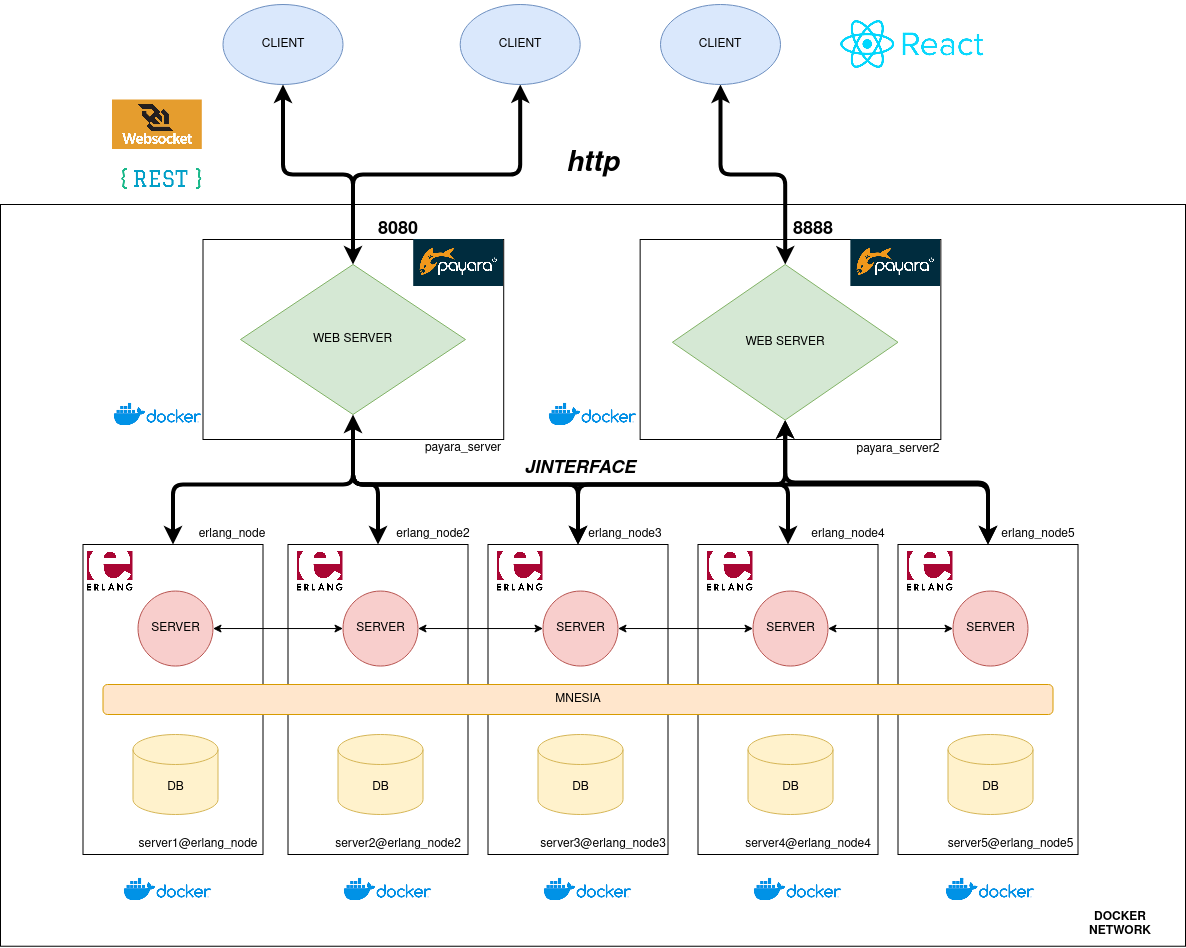 CLIENT
CLIENT
CLIENT
React
Websocket
{ REST }
http
8080
8888
payara
payara
WEB SERVER
WEB SERVER
docker
docker
payara_server
payara_server2
JINTERFACE
erlang_node
erlang_node2
erlang_node3
erlang_node4
erlang_node5
ERLANG
ERLANG
ERLANG
ERLANG
ERLANG
SERVER
SERVER
SERVER
SERVER
SERVER
MNESIA
DB
DB
DB
DB
DB
server1@erlang_node
server2@erlang_node2
server3@erlang_node3
server4@erlang_node4
server5@erlang_node5
docker
docker
docker
docker
docker
DOCKER
NETWORK